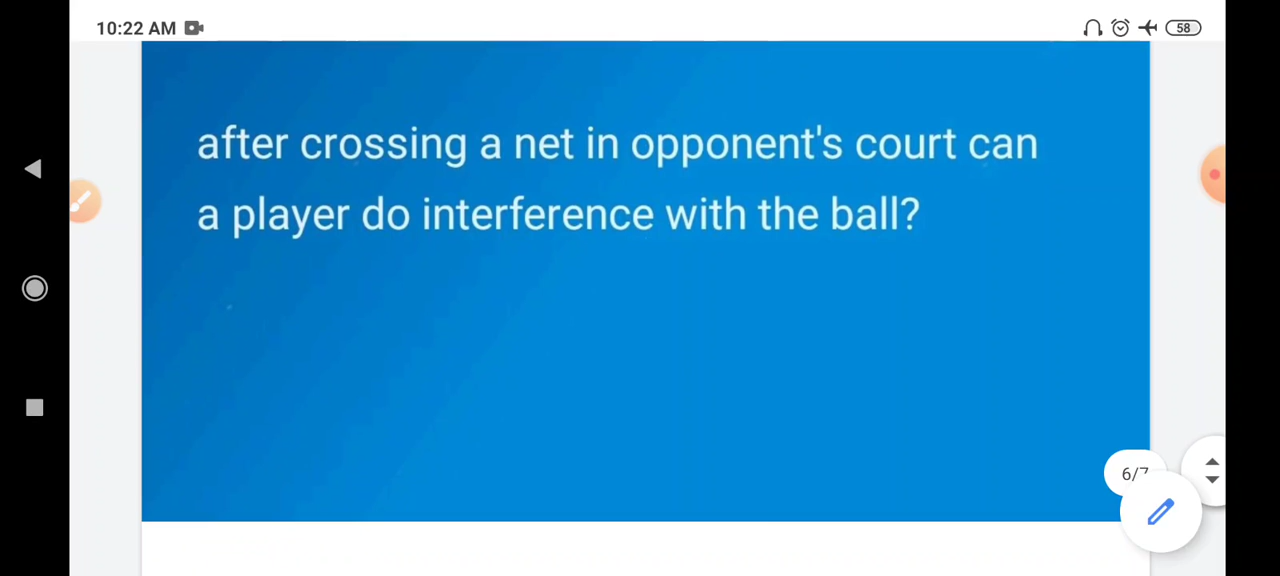 10:22 AM
58
after crossing a net in opponent's court can
a player do interference with the ball?
6/7